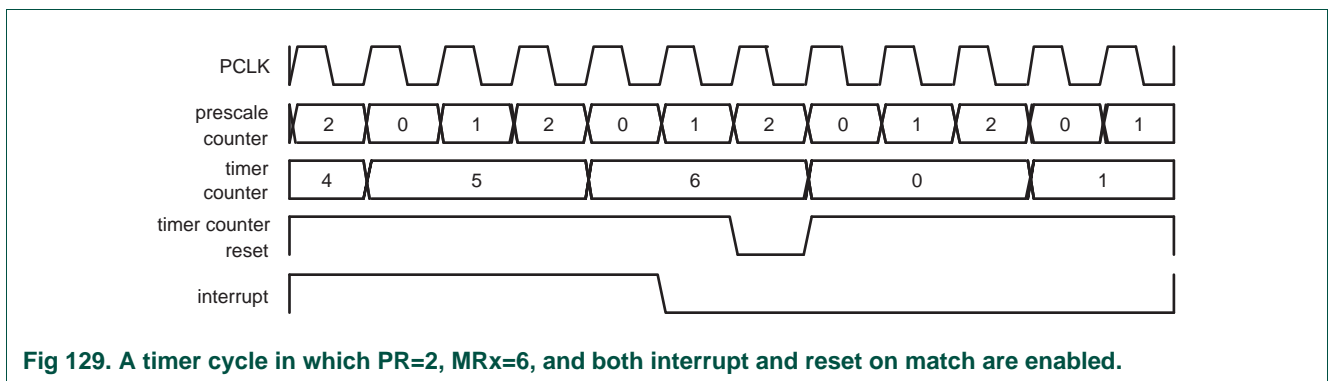 PCLK
prescale
counter
2 0 1 2 0 1 2 0 1 2 0 1
timer
counter
4 5 6 0 1
timer counter
reset
interrupt
Fig 129. A timer cycle in which PR=2, MRx=6, and both interrupt and reset on match are enabled.